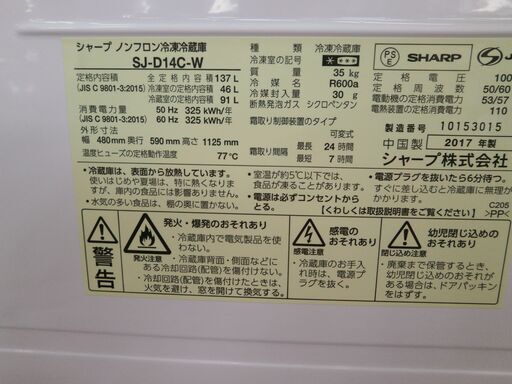 シャープ ノンフロン冷凍冷蔵庫
SJ-D14C-W
定格内容積 全定格内容積 137 L
(JIS C 9801-3:2015) 冷凍室の定格内容積 46 L
冷蔵室の定格内容積 91 L
消費電力量 50 Hz 325 kWh/年
(JIS C 9801-3:2015) 60 Hz 325 kWh/年
外形寸法
幅 480mm 奥行 590 mm 高さ 1125 mm
温度ヒューズの定格動作温度 77℃
種類 冷凍冷蔵庫
冷凍室の記号
質量 35 kg
冷媒名 R600a
冷媒封入量 30 g
断熱発泡ガス シクロペンタン
霜取り制御装置のタイプ
可変式
霜取り間隔 最長 24 時間
最短 7 時間
PS
E
SHARP
定格電圧 100
定格周波数 50/60
電動機の定格消費電力 53/57
電熱装置の定格消費電力 110
製造番号 10153015
中国製 2017 年製
シャープ株式会社
•冷蔵庫は、表面から放熱しています。
使いはじめや夏場は、特に熱くなりま
すが、庫内には影響ありません。
•水気の多い食品は、棚の奥に置かないで。
•室温が約5℃以下では、
食品が凍ることがあります。
•電源は必ずコンセントから
とる。
•電源プラグを抜いたら6分待つ。
すぐに差し込むと冷蔵庫に無理が
かかります。
【くわしくは取扱説明書をご覧ください】
C205
>PP<
警告
発火・爆発のおそれあり
発火注意
•冷蔵庫内で電気製品を使
わない。
•冷蔵庫背面・側面などに
ある冷却回路(配管)を傷付けない。
•冷却回路(配管)を傷付けたときは、
火気を避け、窓を開けて換気する。
感電の
おそれあり
感電注意
•冷蔵庫のお手入
れ時は、電源プラ
グを抜く。
幼児閉じ込めのお
それあり
閉じ込め注意
•廃棄まで保管するとき、幼
児閉じ込めのおそれがある
場合は、ドアパッキンを
はずす。